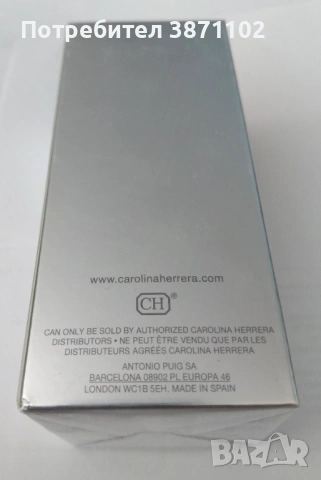 Потребител 3871102
www.carolinaherrera.com
CH®
CAN ONLY BE SOLD BY AUTHORIZED CAROLINA HERRERA
DISTRIBUTORS • NE PEUT ÊTRE VENDU QUE PAR LES
DISTRIBUTEURS AGRÉÉS CAROLINA HERRERA
ANTONIO PUIG SA
BARCELONA 08902 PL EUROPA 46
LONDON WC1B 5EH. MADE IN SPAIN
BAZAR